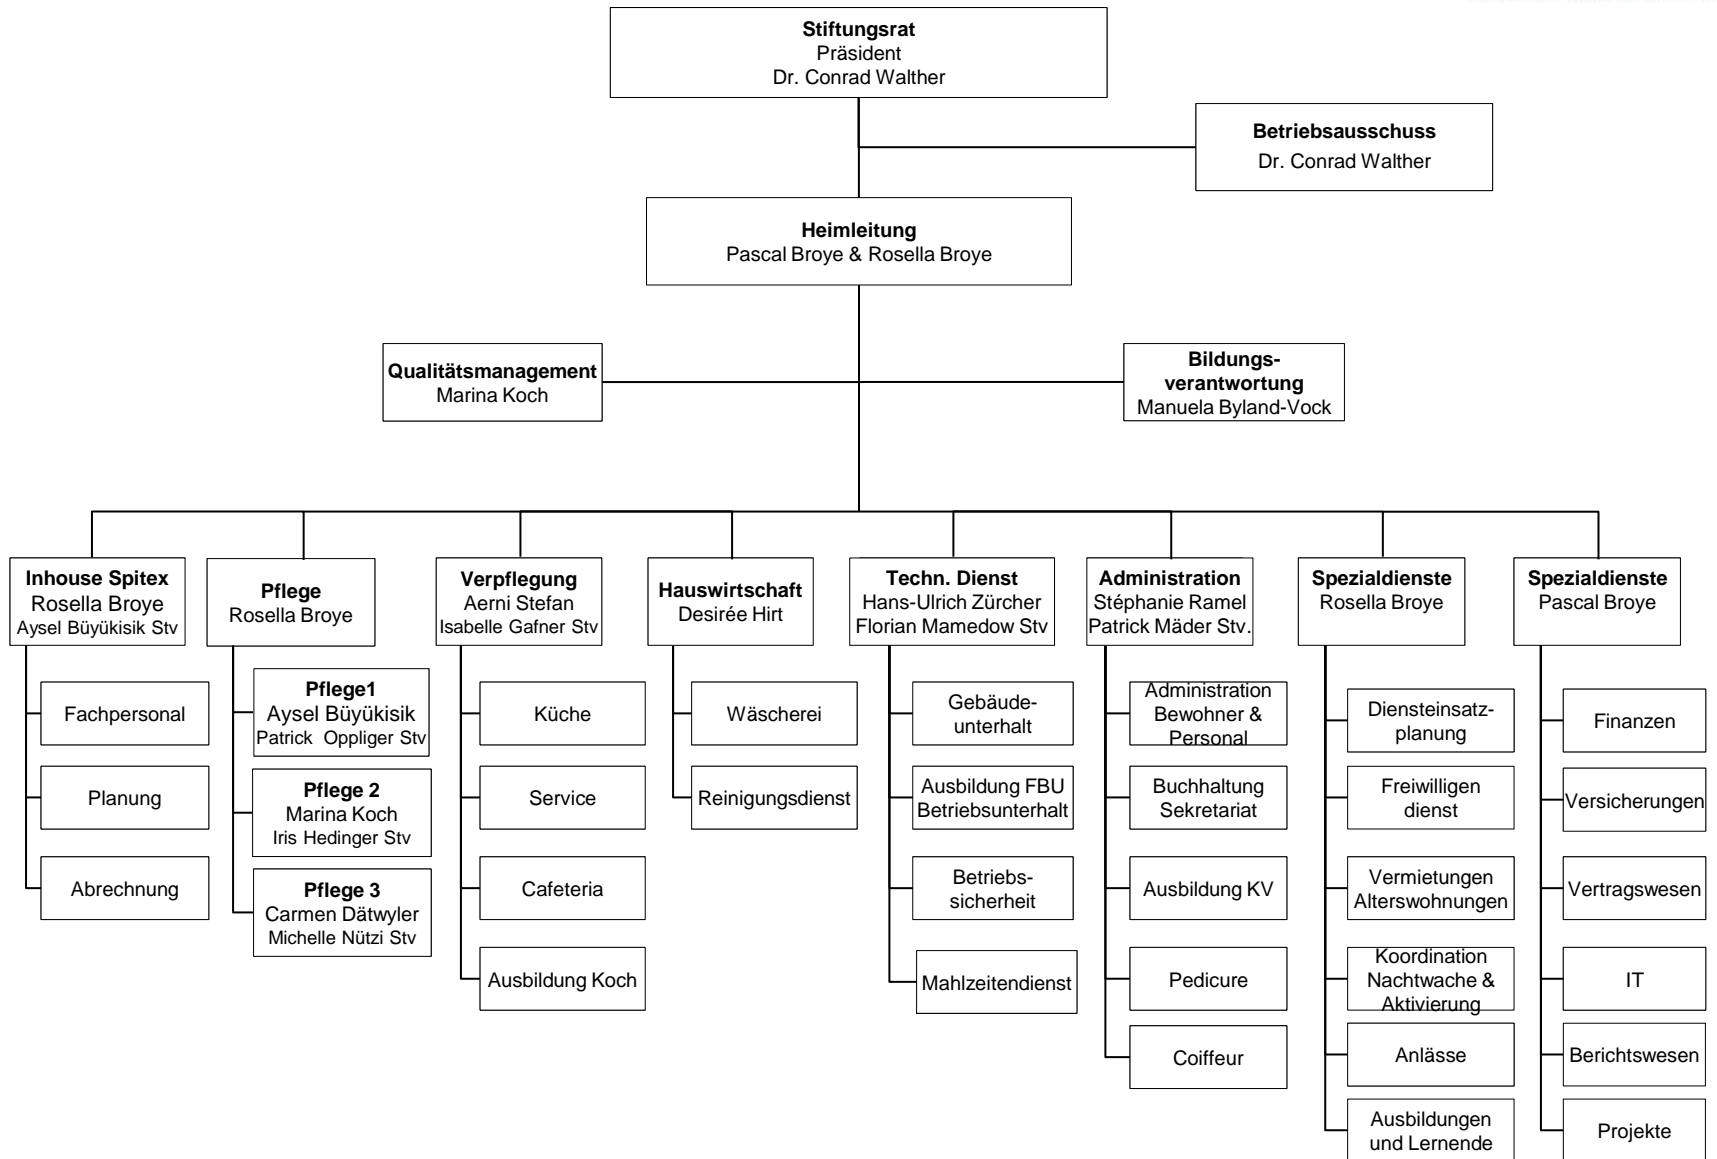 Stiftungsrat
Präsident
Dr. Conrad Walther
Betriebsausschuss
Dr. Conrad Walther
Heimleitung
Pascal Broye & Rosella Broye
Qualitätsmanagement
Marina Koch
Bildungs-
verantwortung
Manuela Byland-Vock
Inhouse Spitex
Rosella Broye
Aysel Büyükisik Stv
Fachpersonal
Planung
Abrechnung
Pflege
Rosella Broye
Pflege1
Aysel Büyükisik
Patrick Oppliger Stv
Pflege 2
Marina Koch
Iris Hedinger Stv
Pflege 3
Carmen Dätwyler
Michelle Nützi Stv
Verpflegung
Aerni Stefan
Isabelle Gafner Stv
Küche
Service
Cafeteria
Ausbildung Koch
Hauswirtschaft
Desirée Hirt
Wäscherei
Reinigungsdienst
Techn. Dienst
Hans-Ulrich Zürcher
Florian Mamedow Stv
Gebäude-
unterhalt
Ausbildung FBU
Betriebsunterhalt
Betriebs-
sicherheit
Mahlzeitendienst
Administration
Stéphanie Ramel
Patrick Mäder Stv.
Administration
Bewohner &
Personal
Buchhaltung
Sekretariat
Ausbildung KV
Pedicure
Coiffeur
Spezialdienste
Rosella Broye
Diensteinsatz-
planung
Freiwilligen
dienst
Vermietungen
Alterswohnungen
Koordination
Nachtwache &
Aktivierung
Anlässe
Ausbildungen
und Lernende
Spezialdienste
Pascal Broye
Finanzen
Versicherungen
Vertragswesen
IT
Berichtswesen
Projekte